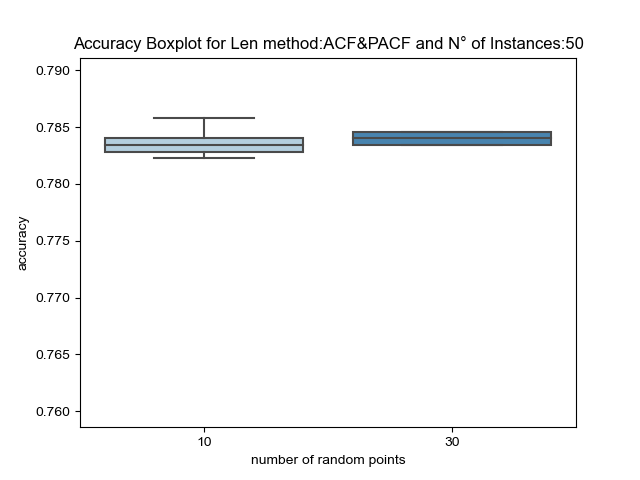 Accuracy Boxplot for Len method:ACF&PACF and N° of Instances:50
0.790
0.785
0.780
0.775
0.770
0.765
0.760
accuracy
10 30
number of random points